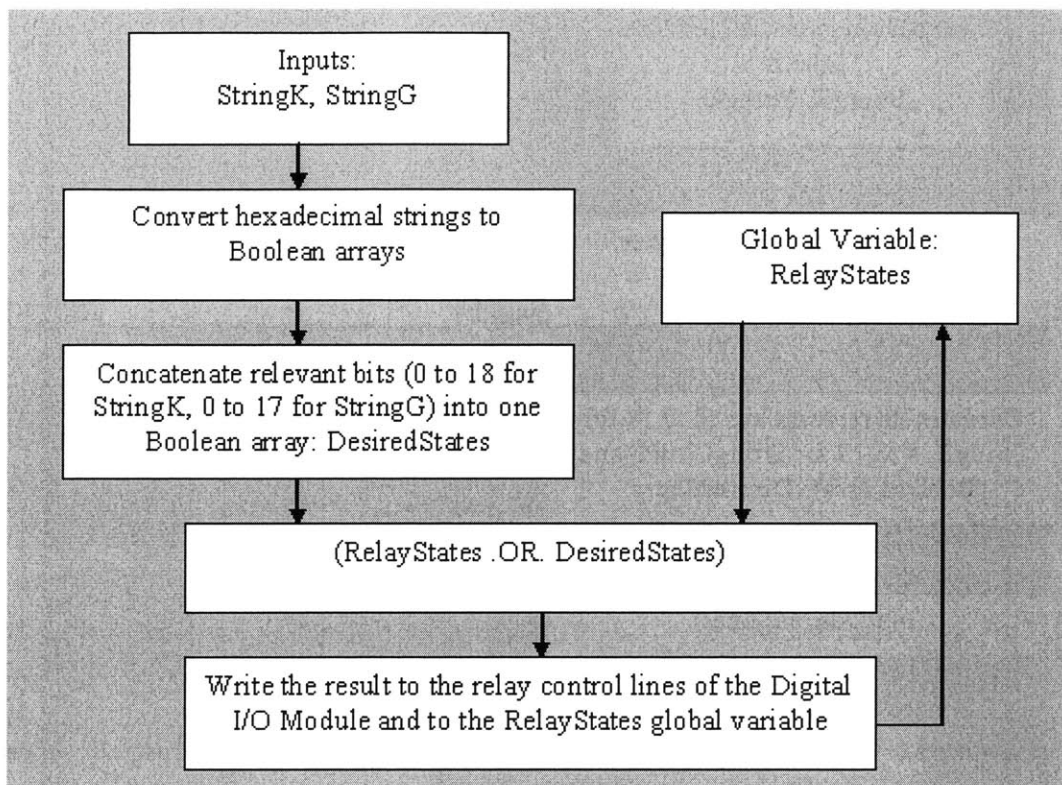 Inputs:
StringK, StringG
Convert hexadecimal strings to
Boolean arrays
Global Variable:
RelayStates
Concatenate relevant bits (0 to 18 for
StringK, 0 to 17 for StringG) into one
Boolean array: DesiredStates
(RelayStates .OR. DesiredStates)
Write the result to the relay control lines of the Digital
I/O Module and to the RelayStates global variable